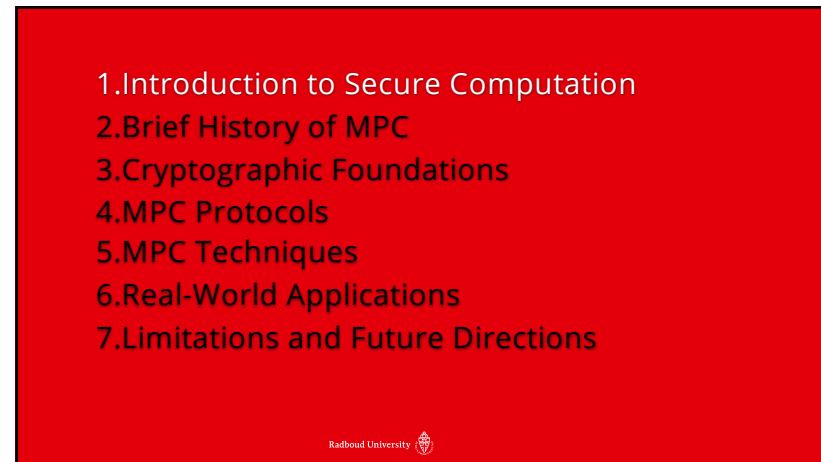 1.Introduction to Secure Computation
2.Brief History of MPC
3.Cryptographic Foundations
4.MPC Protocols
5.MPC Techniques
6.Real-World Applications
7.Limitations and Future Directions
Radboud University